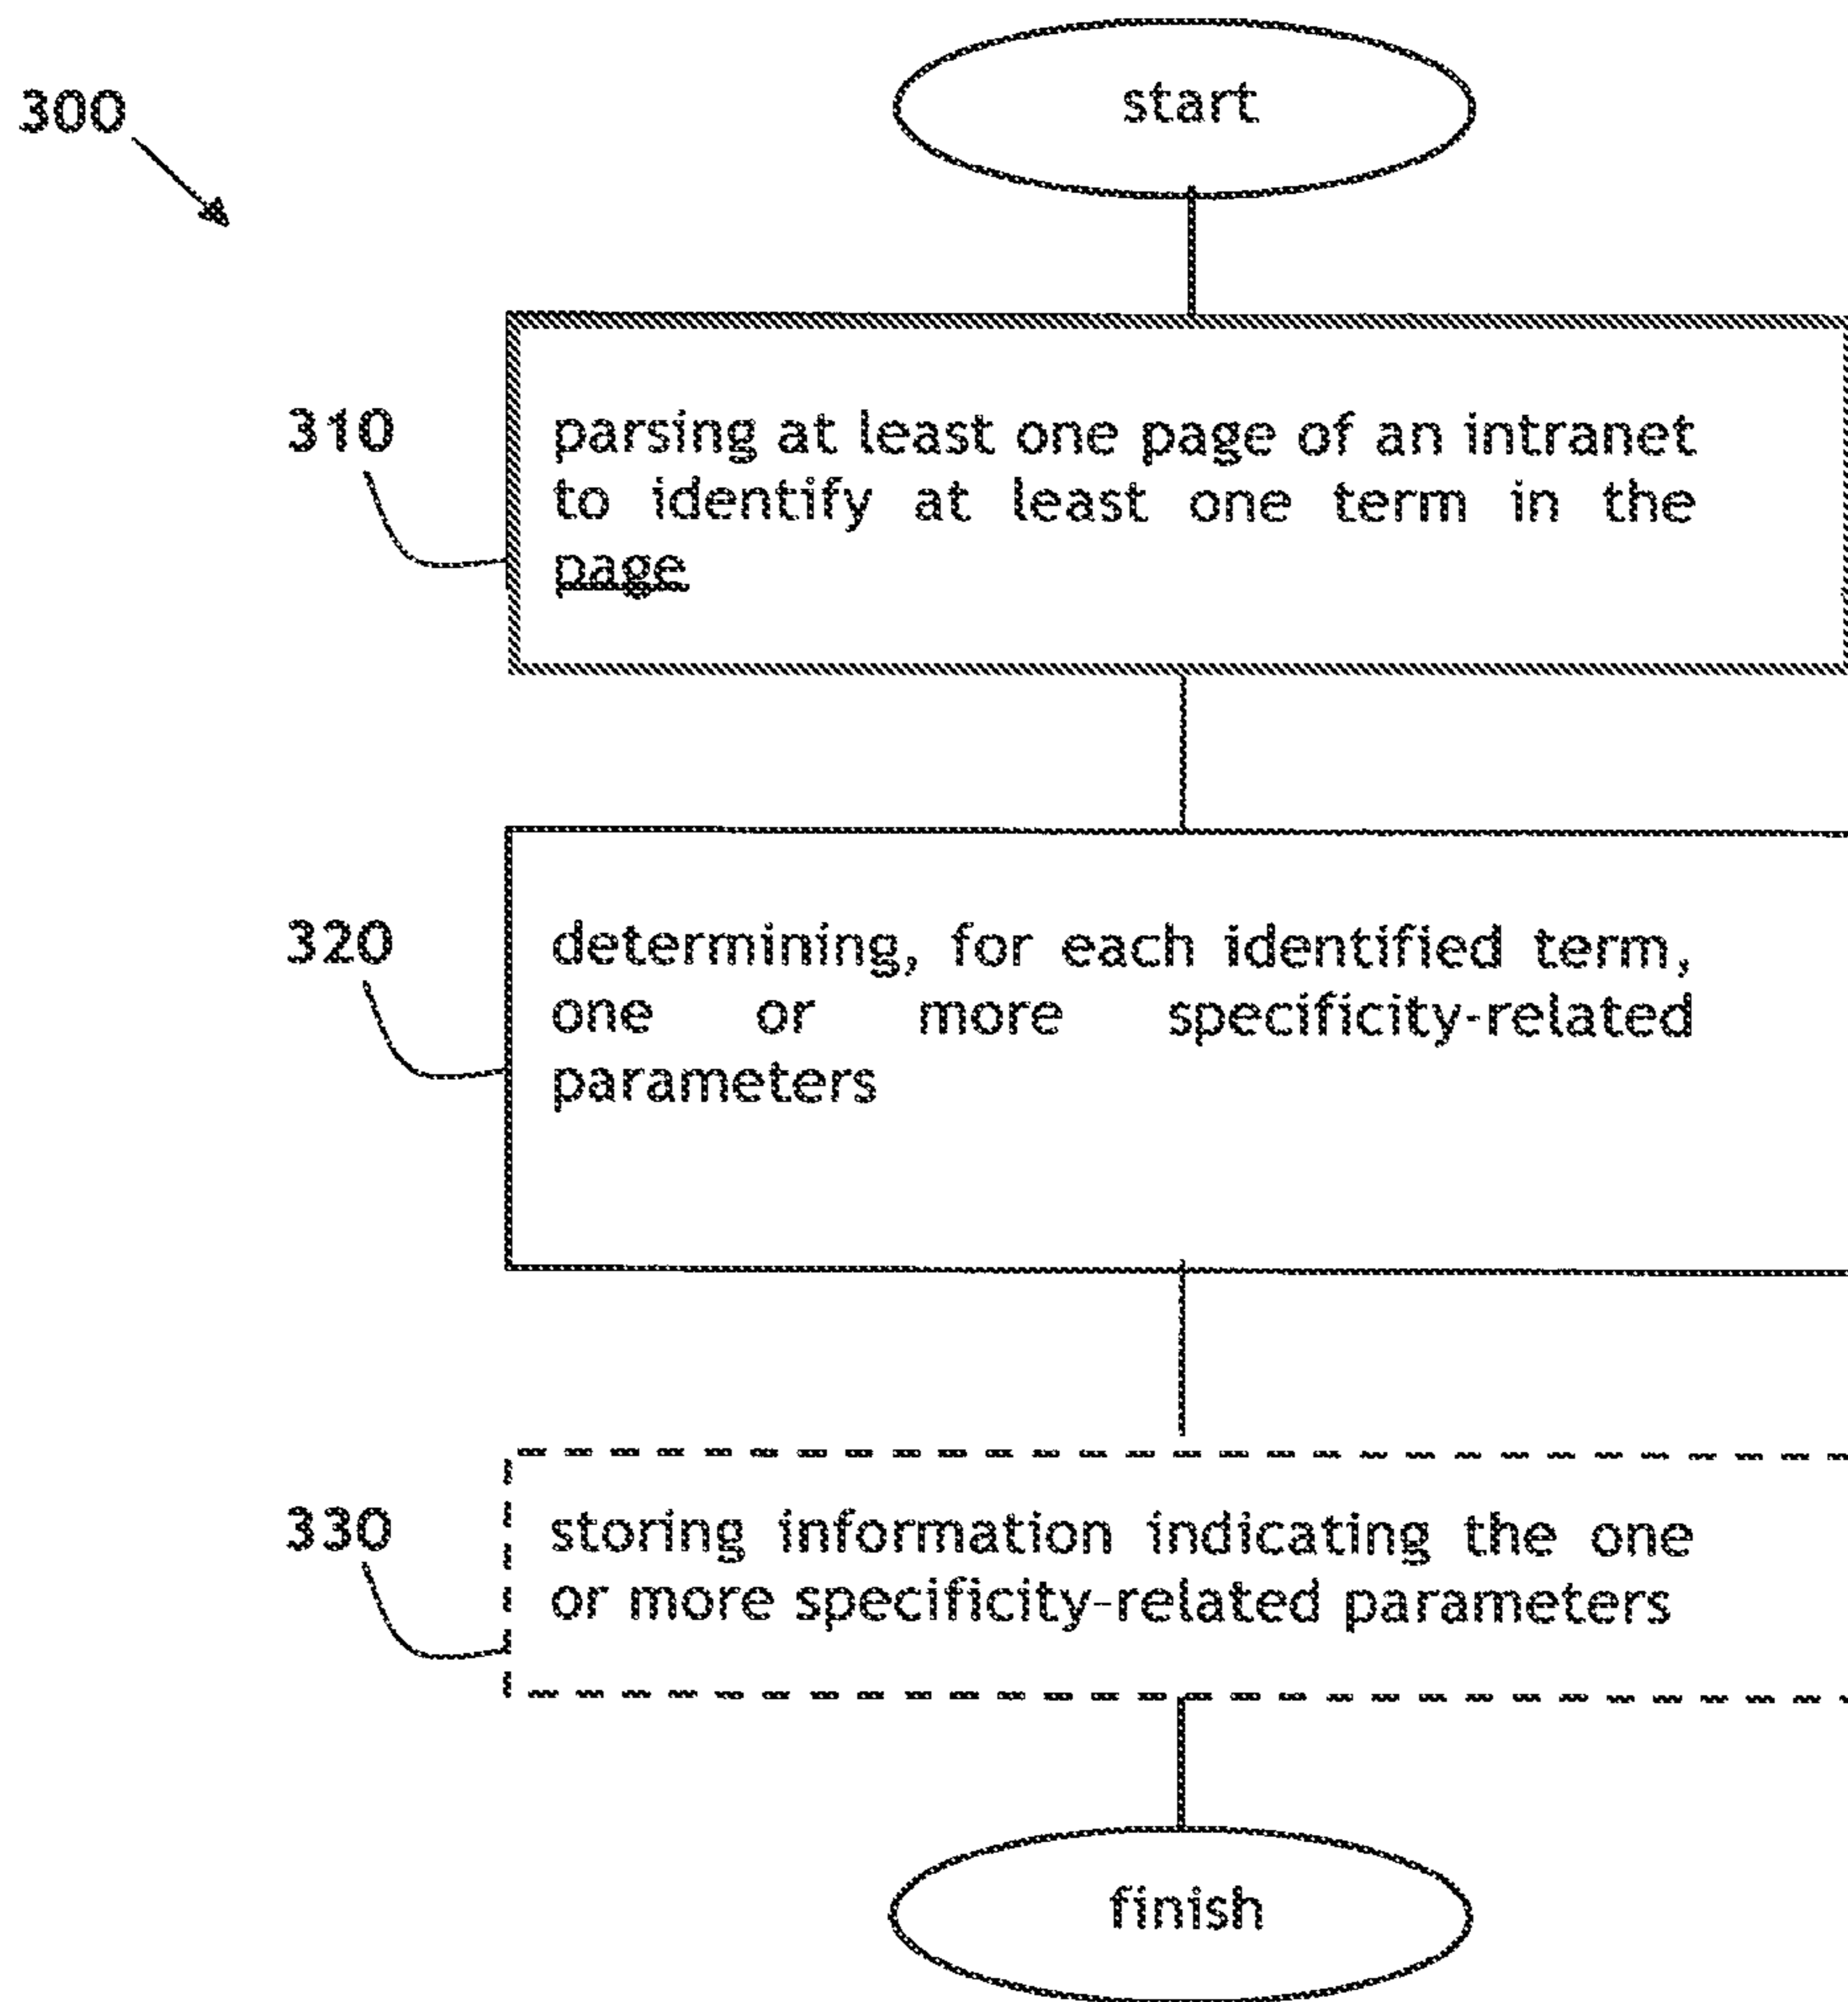 300
start
310
parsing at least one page of an intranet
to identify at least one term in the
page
320
determining, for each identified term,
one or more specificity-related
parameters
330
storing information indicating the one
or more specificity-related parameters
finish